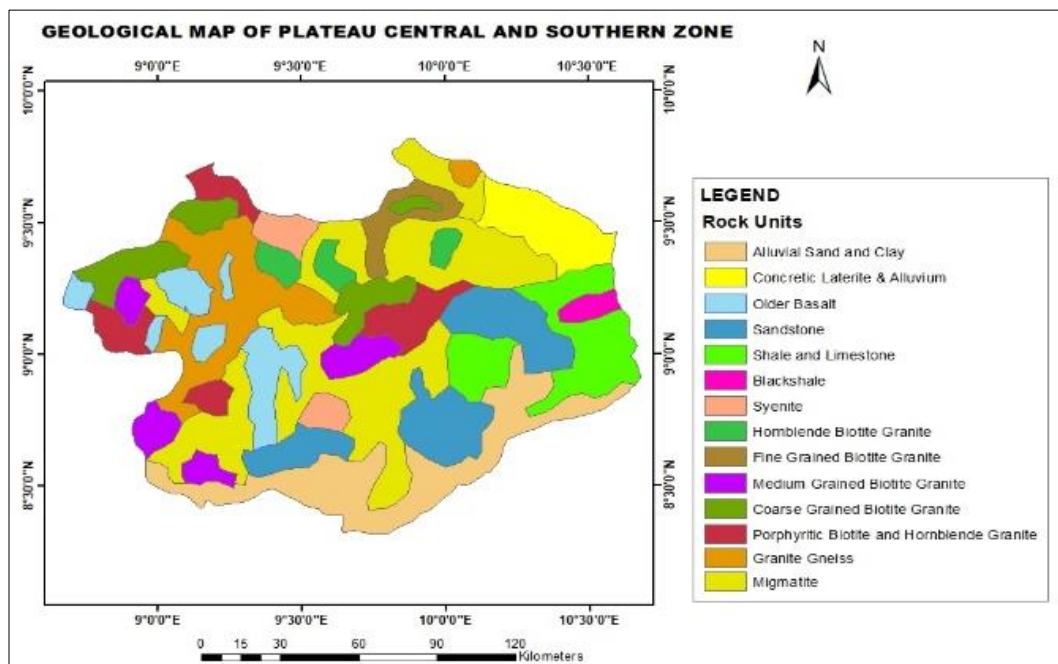 GEOLOGICAL MAP OF PLATEAU CENTRAL AND SOUTHERN ZONE
N
9°0'0"E 9°30'0"E 10°0'0"E 10°30'0"E
10°0'0"N 10°0'0"N
9°30'0"N 9°30'0"N
9°0'0"N 9°0'0"N
8°30'0"N 8°30'0"N
9°0'0"E 9°30'0"E 10°0'0"E 10°30'0"E
0 15 30 60 90 120
Kilometers
LEGEND
Rock Units
Alluvial Sand and Clay
Concretic Laterite & Alluvium
Older Basalt
Sandstone
Shale and Limestone
Blackshale
Syenite
Hornblende Biotite Granite
Fine Grained Biotite Granite
Medium Grained Biotite Granite
Coarse Grained Biotite Granite
Porphyritic Biotite and Hornblende Granite
Granite Gneiss
Migmatite